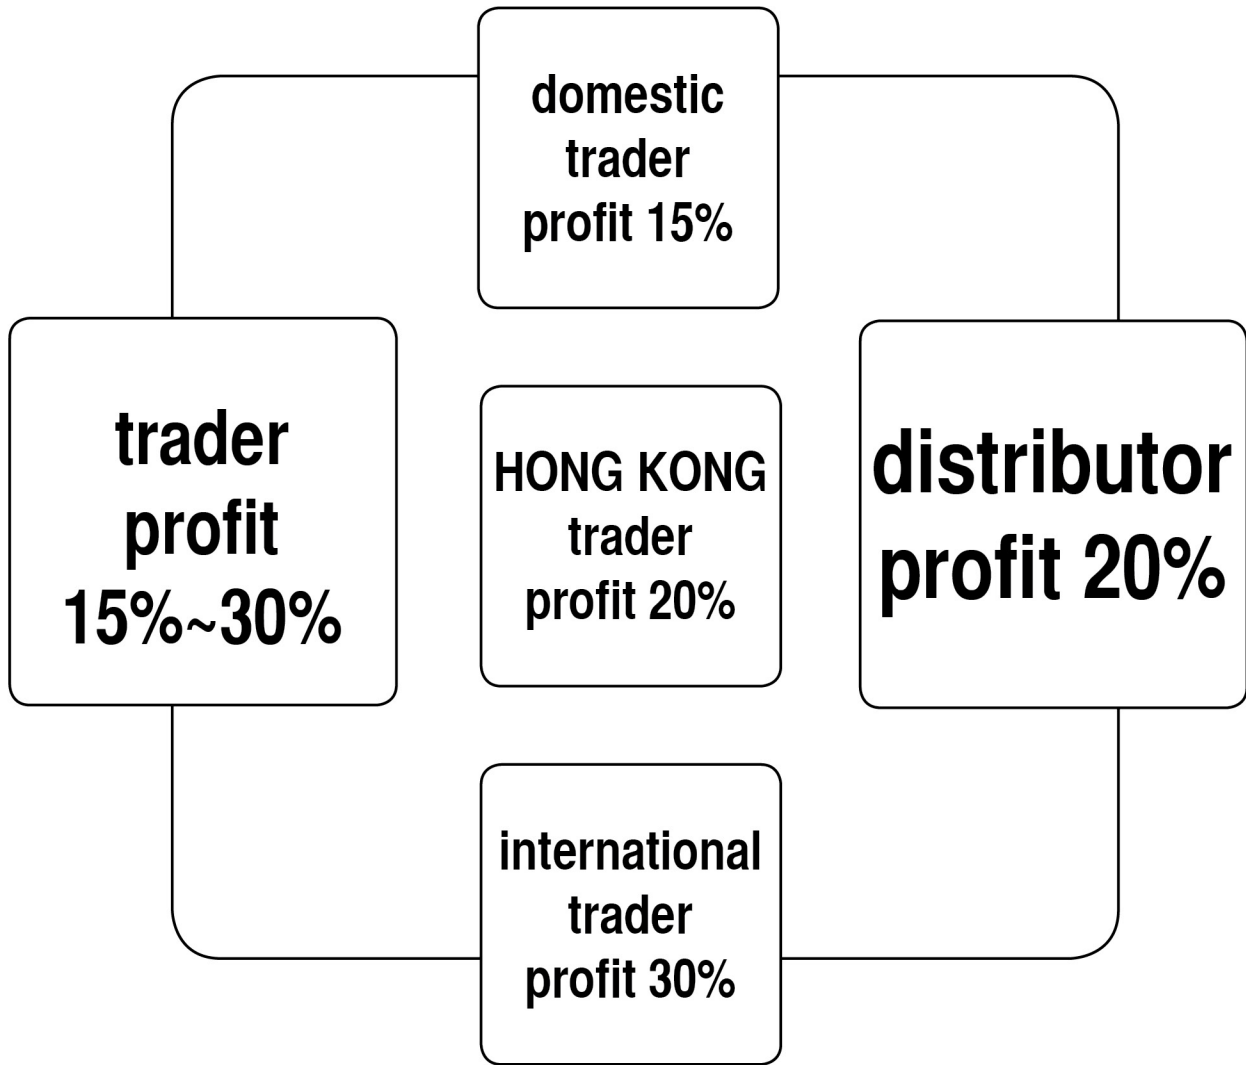 domestic
trader
profit 15%
trader
profit
15%~30%
HONG KONG
trader
profit 20%
distributor
profit 20%
international
trader
profit 30%